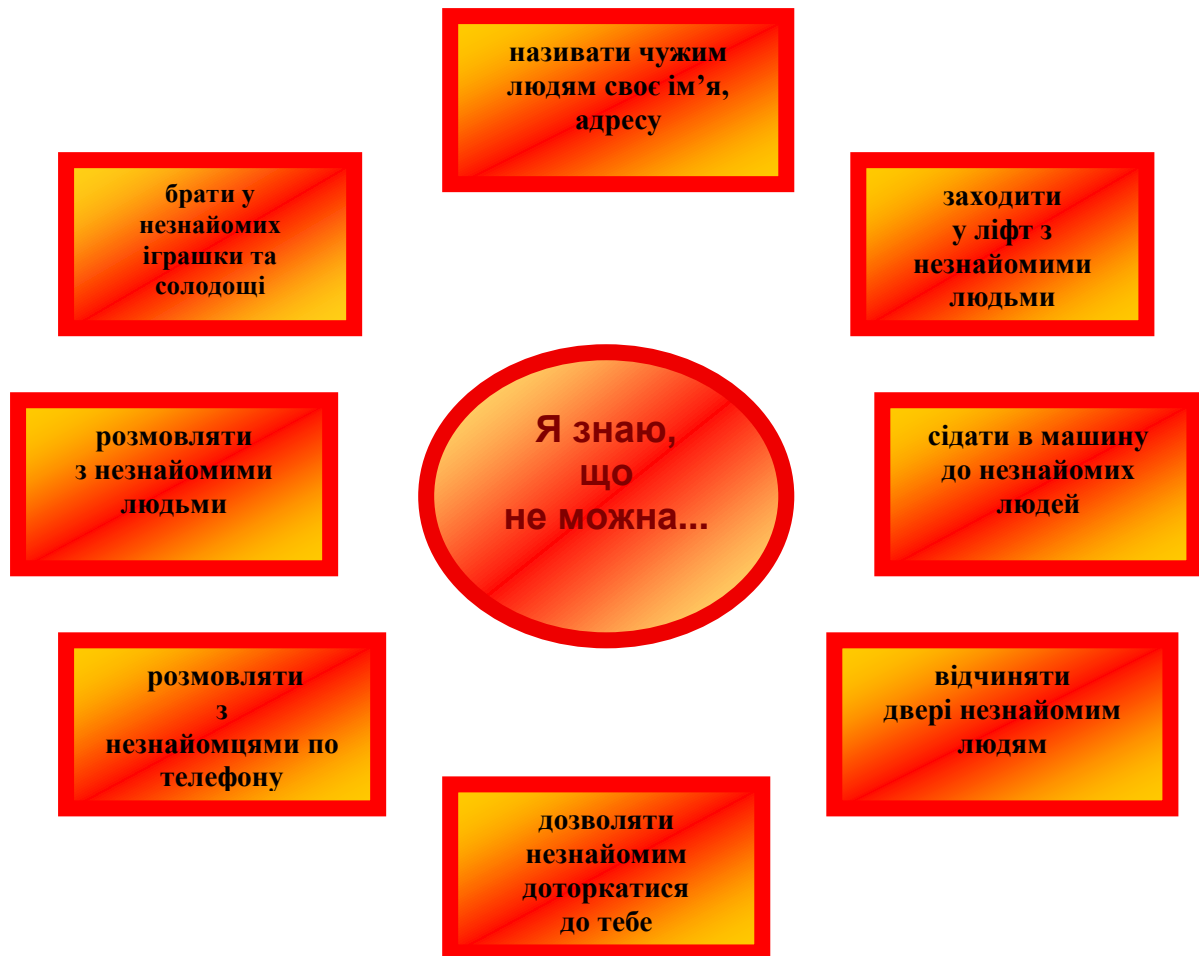 називати чужим
людям своє ім’я,
адресу
брати у
незнайомих
іграшки та
солодощі
заходити
у ліфт з
незнайомими
людьми
розмовляти
з незнайомими
людьми
Я знаю,
що
не можна...
сідати в машину
до незнайомих
людей
розмовляти
з
незнайомцями по
телефону
відчиняти
двері незнайомим
людям
дозволяти
незнайомим
доторкатися
до тебе